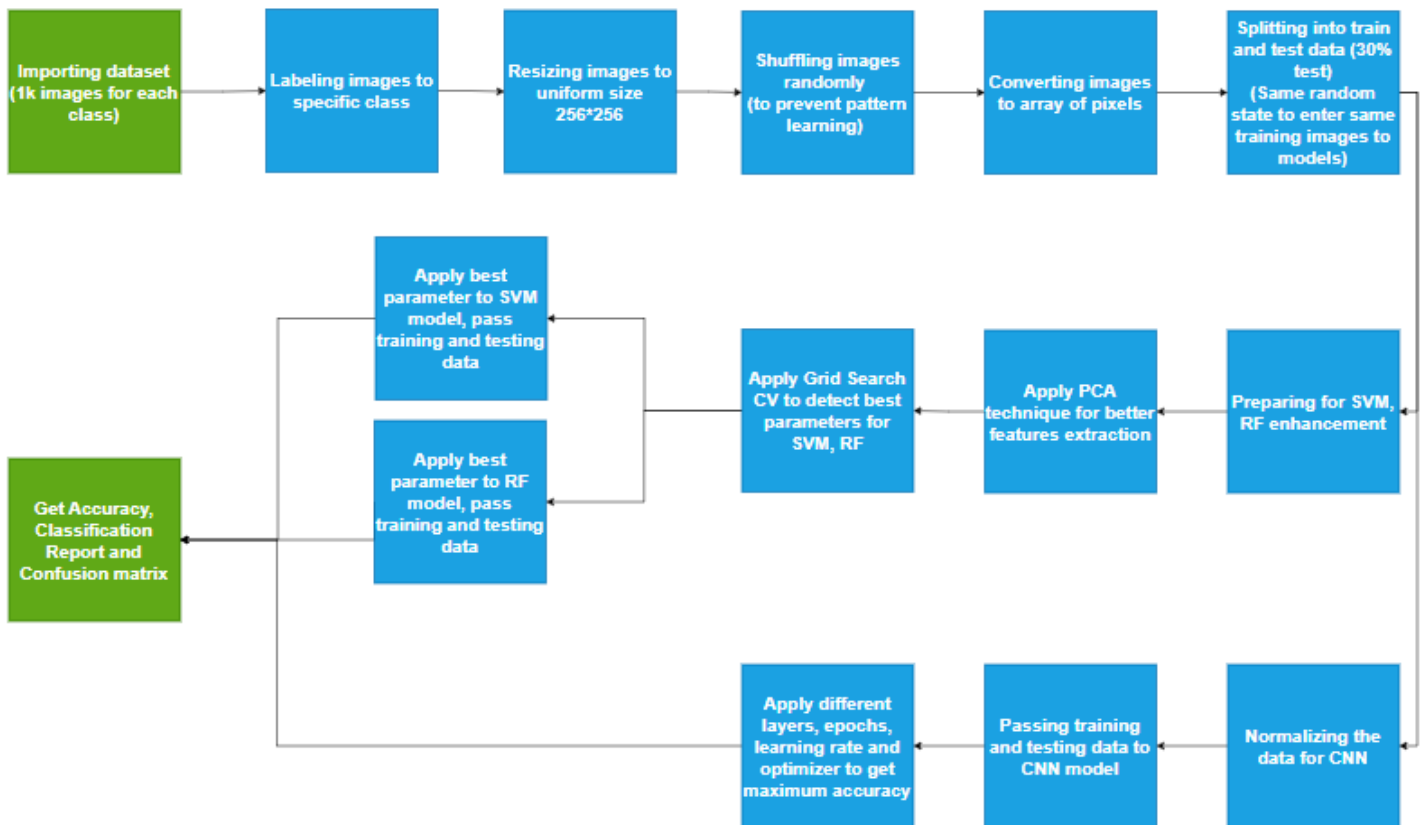 Importing dataset
(1k images for each
class)
Labeling images to
specific class
Resizing images to
uniform size
256*256
Shuffling images
randomly
(to prevent pattern
learning)
Converting images
to array of pixels
Splitting into train
and test data (30%
test)
(Same random
state to enter same
training images to
models)
Preparing for SVM,
RF enhancement
Apply PCA
technique for better
features extraction
Apply Grid Search
CV to detect best
parameters for
SVM, RF
Apply best
parameter to SVM
model, pass
training and testing
data
Apply best
parameter to RF
model, pass
training and testing
data
Normalizing the
data for CNN
Passing training
and testing data to
CNN model
Apply different
layers, epochs,
learning rate and
optimizer to get
maximum accuracy
Get Accuracy,
Classification
Report and
Confusion matrix